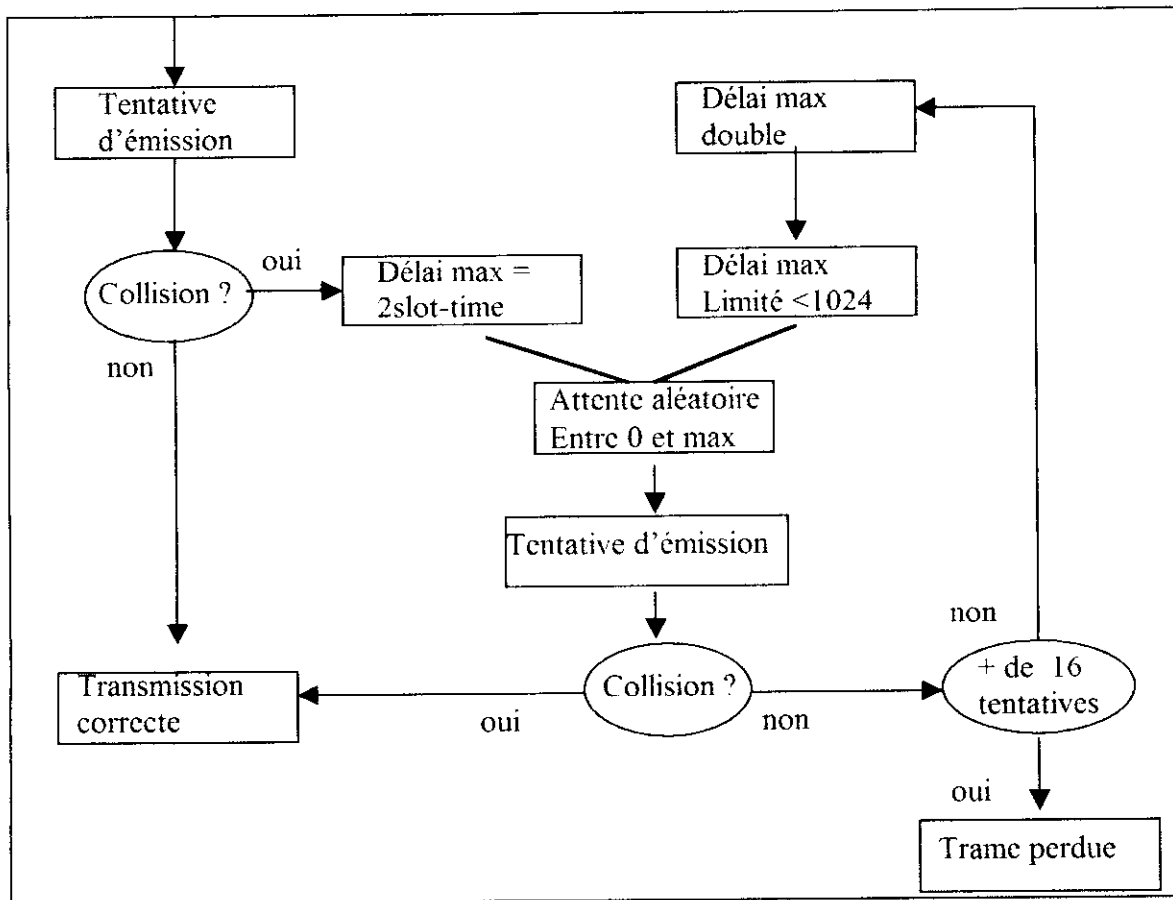 Tentative
d'émission
Délai max
double
Collision ?
oui
Délai max =
2slot-time
Délai max
Limité <1024
non
Attente aléatoire
Entre 0 et max
Tentative d'émission
non
Transmission
correcte
oui
Collision ?
non
+ de 16
tentatives
oui
Trame perdue